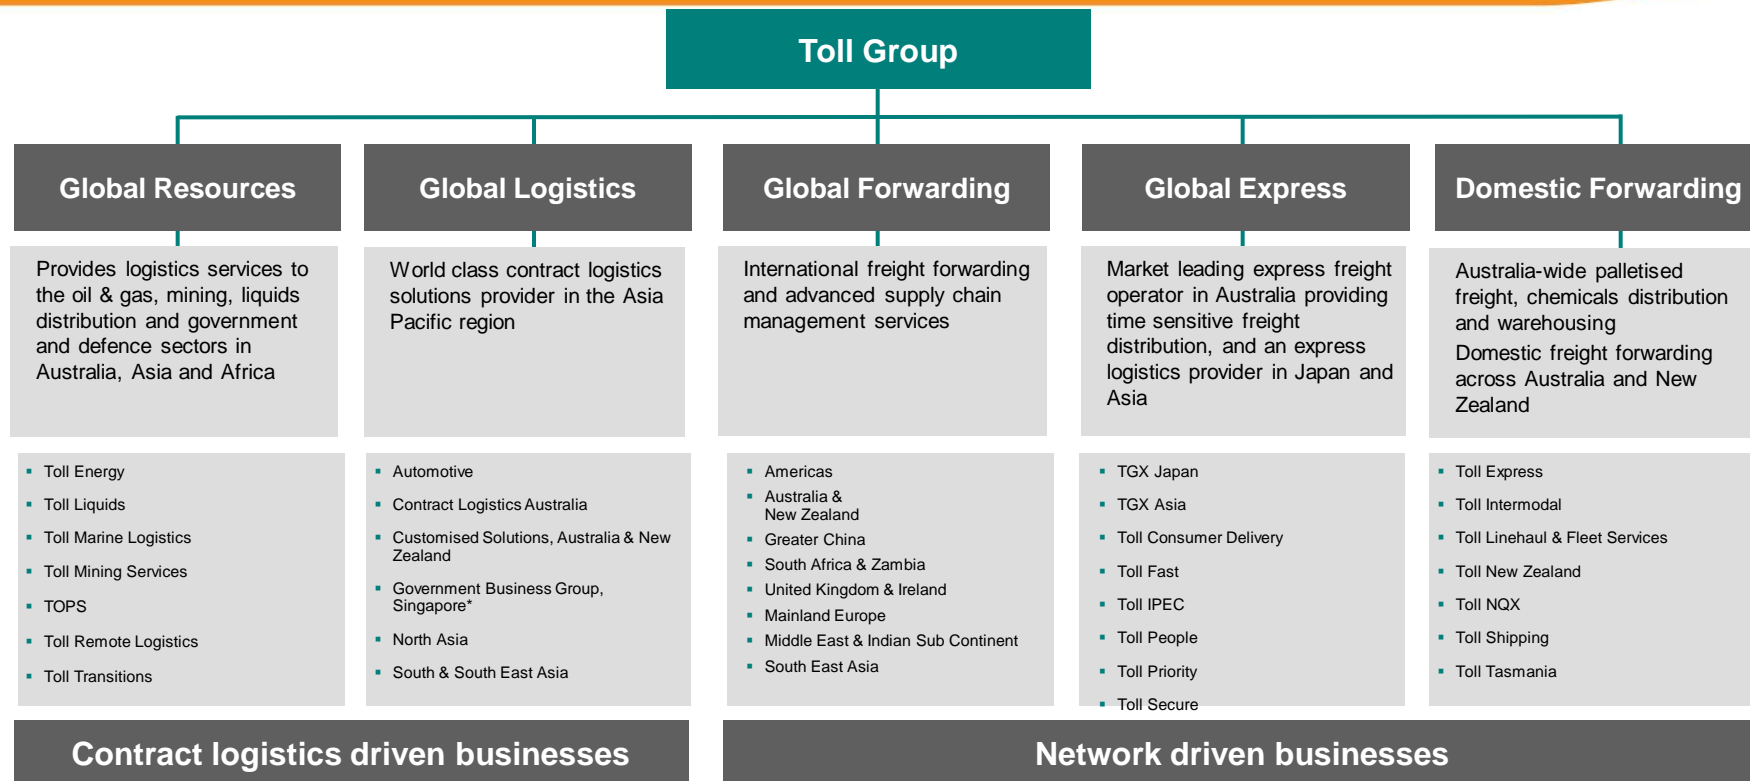 Toll Group
Global Resources
Global Logistics
Global Forwarding
Global Express
Domestic Forwarding
Provides logistics services to
the oil & gas, mining, liquids
distribution and government
and defence sectors in
Australia, Asia and Africa
World class contract logistics
solutions provider in the Asia
Pacific region
International freight forwarding
and advanced supply chain
management services
Market leading express freight
operator in Australia providing
time sensitive freight
distribution, and an express
logistics provider in Japan and
Asia
Australia-wide palletised
freight, chemicals distribution
and warehousing
Domestic freight forwarding
across Australia and New
Zealand
▪ Toll Energy
▪ Toll Liquids
▪ Toll Marine Logistics
▪ Toll Mining Services
▪ TOPS
▪ Toll Remote Logistics
▪ Toll Transitions
▪ Automotive
▪ Contract Logistics Australia
▪ Customised Solutions, Australia & New
Zealand
▪ Government Business Group,
Singapore*
▪ North Asia
▪ South & South East Asia
▪ Americas
▪ Australia &
New Zealand
▪ Greater China
▪ South Africa & Zambia
▪ United Kingdom & Ireland
▪ Mainland Europe
▪ Middle East & Indian Sub Continent
▪ South East Asia
▪ TGX Japan
▪ TGX Asia
▪ Toll Consumer Delivery
▪ Toll Fast
▪ Toll IPEC
▪ Toll People
▪ Toll Priority
▪ Toll Secure
▪ Toll Express
▪ Toll Intermodal
▪ Toll Linehaul & Fleet Services
▪ Toll New Zealand
▪ Toll NQX
▪ Toll Shipping
▪ Toll Tasmania
Contract logistics driven businesses
Network driven businesses